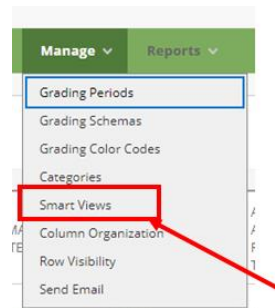 Manage Reports
Grading Periods
Grading Schemas
Grading Color Codes
Categories
Smart Views
Column Organization
Row Visibility
Send Email